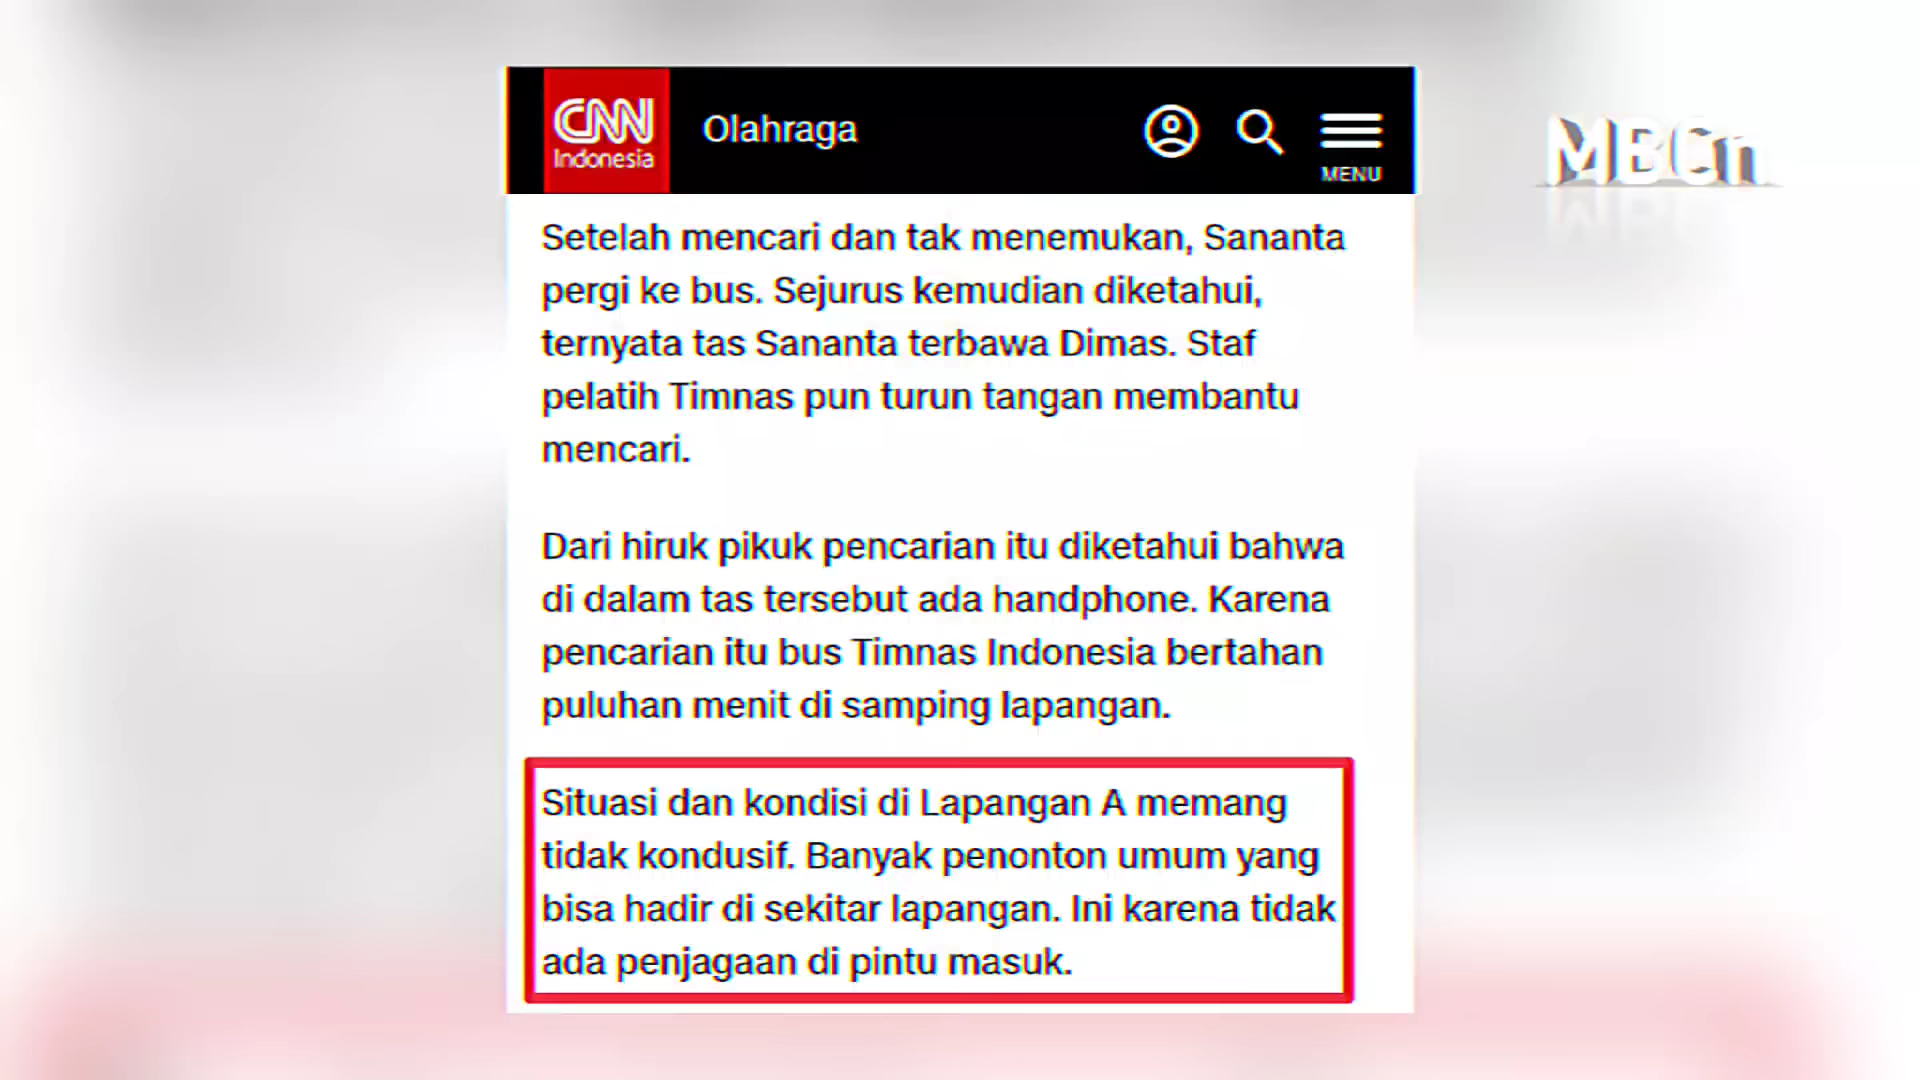 CNN
Indonesia
Olahraga
MENU
MBCn
Setelah mencari dan tak menemukan, Sananta
pergi ke bus. Sejurus kemudian diketahui,
ternyata tas Sananta terbawa Dimas. Staf
pelatih Timnas pun turun tangan membantu
mencari.
Dari hiruk pikuk pencarian itu diketahui bahwa
di dalam tas tersebut ada handphone. Karena
pencarian itu bus Timnas Indonesia bertahan
puluhan menit di samping lapangan.
Situasi dan kondisi di Lapangan A memang
tidak kondusif. Banyak penonton umum yang
bisa hadir di sekitar lapangan. Ini karena tidak
ada penjagaan di pintu masuk.